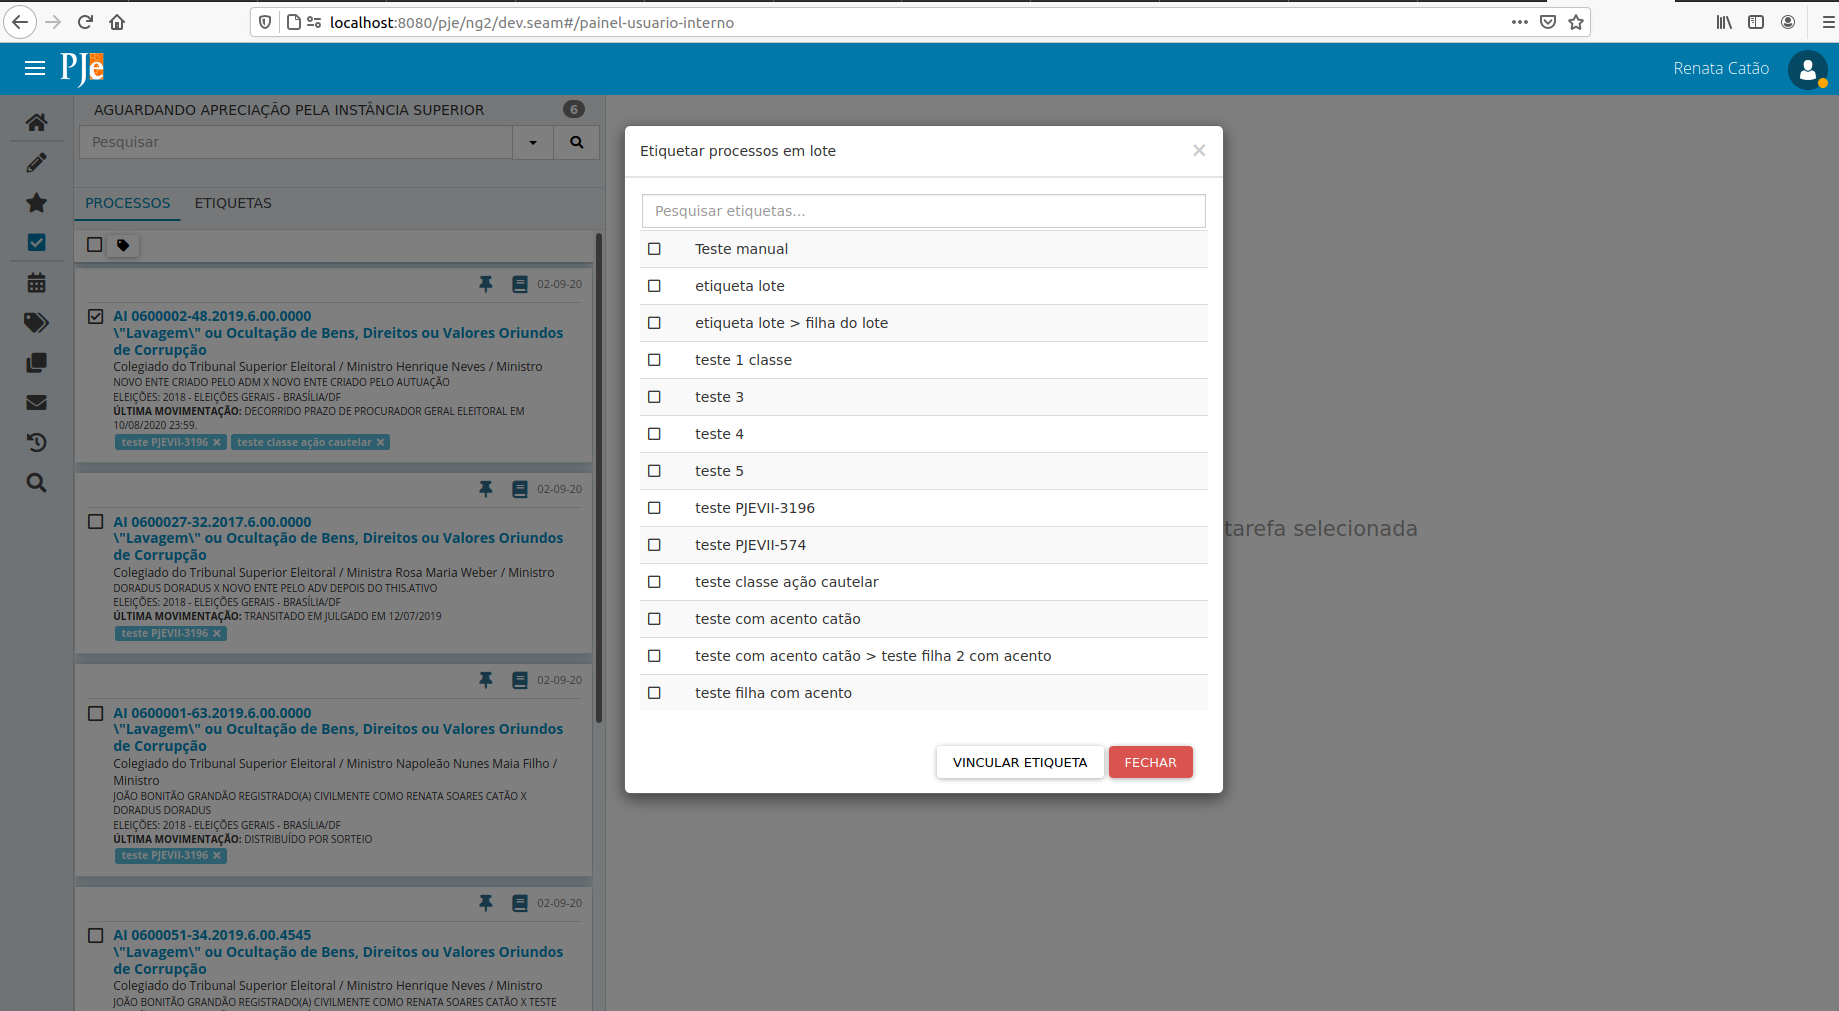 localhost:8080/pje/ng2/dev.seam#/painel-usuario-interno
PJe
Renata Catão
AGUARDANDO APRECIAÇÃO PELA INSTÂNCIA SUPERIOR 6
Pesquisar
PROCESSOS ETIQUETAS
02-09-20
AI 0600002-48.2019.6.00.0000
\"Lavagem\" ou Ocultação de Bens, Direitos ou Valores Oriundos
de Corrupção
Colegiado do Tribunal Superior Eleitoral / Ministro Henrique Neves / Ministro
NOVO ENTE CRIADO PELO ADM X NOVO ENTE CRIADO PELO AUTUAÇÃO
ELEIÇÕES: 2018 - ELEIÇÕES GERAIS - BRASÍLIA/DF
ÚLTIMA MOVIMENTAÇÃO: DECORRIDO PRAZO DE PROCURADOR GERAL ELEITORAL EM
10/08/2020 23:59.
teste PJEVII-3196 × teste classe ação cautelar ×
02-09-20
AI 0600027-32.2017.6.00.0000
\"Lavagem\" ou Ocultação de Bens, Direitos ou Valores Oriundos
de Corrupção
Colegiado do Tribunal Superior Eleitoral / Ministra Rosa Maria Weber / Ministro
DORADUS DORADUS X NOVO ENTE PELO ADV DEPOIS DO THIS.ATIVO
ELEIÇÕES: 2018 - ELEIÇÕES GERAIS - BRASÍLIA/DF
ÚLTIMA MOVIMENTAÇÃO: TRANSITADO EM JULGADO EM 12/07/2019
teste PJEVII-3196 ×
02-09-20
AI 0600001-63.2019.6.00.0000
\"Lavagem\" ou Ocultação de Bens, Direitos ou Valores Oriundos
de Corrupção
Colegiado do Tribunal Superior Eleitoral / Ministro Napoleão Nunes Maia Filho /
Ministro
JOÃO BONITÃO GRANDÃO REGISTRADO(A) CIVILMENTE COMO RENATA SOARES CATÃO X
DORADUS DORADUS
ELEIÇÕES: 2018 - ELEIÇÕES GERAIS - BRASÍLIA/DF
ÚLTIMA MOVIMENTAÇÃO: DISTRIBUÍDO POR SORTEIO
teste PJEVII-3196 ×
02-09-20
AI 0600051-34.2019.6.00.4545
\"Lavagem\" ou Ocultação de Bens, Direitos ou Valores Oriundos
de Corrupção
Colegiado do Tribunal Superior Eleitoral / Ministro Henrique Neves / Ministro
JOÃO BONITÃO GRANDÃO REGISTRADO(A) CIVILMENTE COMO RENATA SOARES CATÃO X TESTE
Etiquetar processos em lote ×
Pesquisar etiquetas...
Teste manual
etiqueta lote
etiqueta lote > filha do lote
teste 1 classe
teste 3
teste 4
teste 5
teste PJEVII-3196
teste PJEVII-574
teste classe ação cautelar
teste com acento catão
teste com acento catão > teste filha 2 com acento
teste filha com acento
VINCULAR ETIQUETA FECHAR
tarefa selecionada